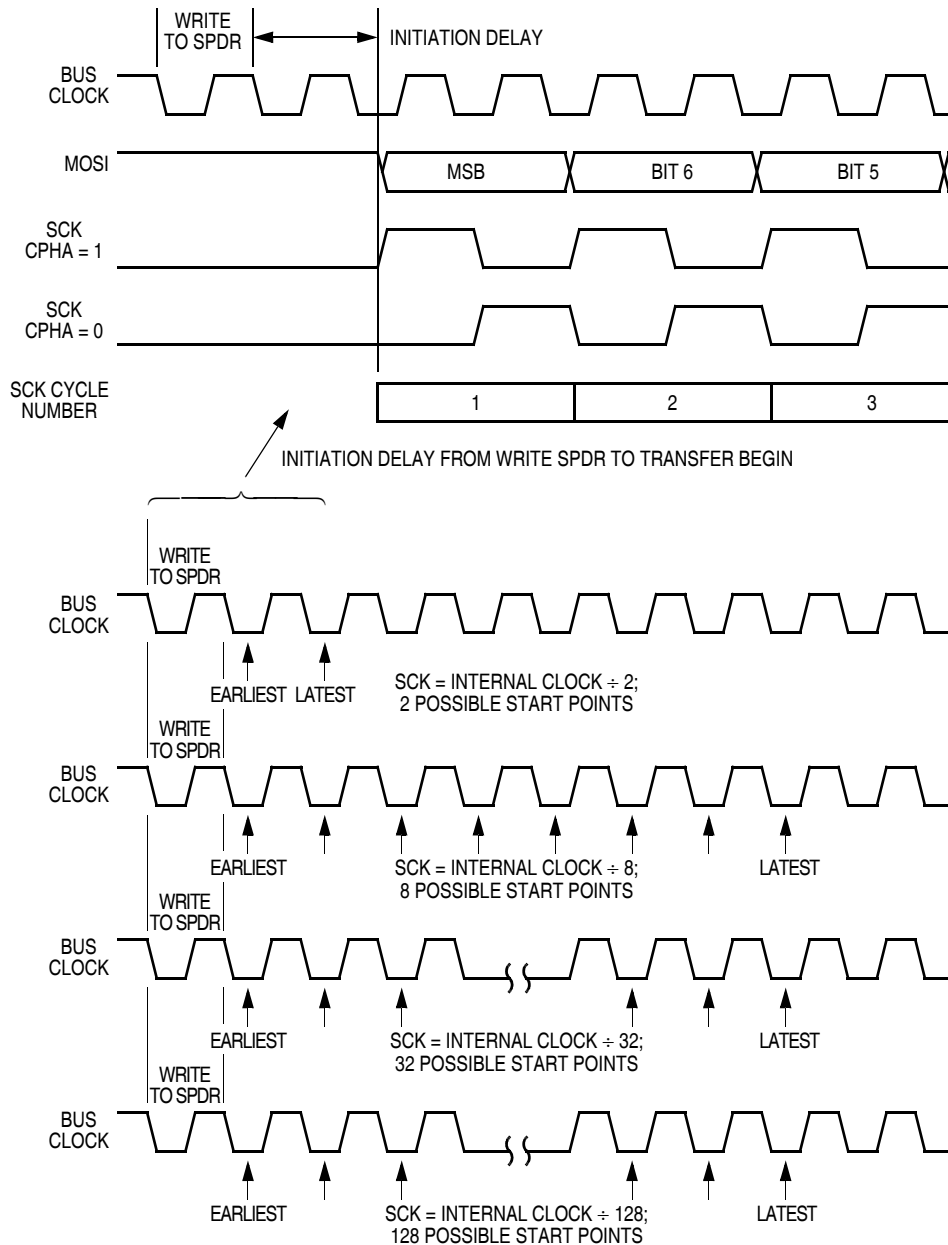 WRITE
TO SPDR
INITIATION DELAY
BUS
CLOCK
MOSI
MSB
BIT 6
BIT 5
SCK
CPHA = 1
SCK
CPHA = 0
SCK CYCLE
NUMBER
1
2
3
INITIATION DELAY FROM WRITE SPDR TO TRANSFER BEGIN
WRITE
TO SPDR
BUS
CLOCK
EARLIEST
LATEST
SCK = INTERNAL CLOCK ÷ 2;
2 POSSIBLE START POINTS
WRITE
TO SPDR
BUS
CLOCK
EARLIEST
SCK = INTERNAL CLOCK ÷ 8;
8 POSSIBLE START POINTS
LATEST
WRITE
TO SPDR
BUS
CLOCK
EARLIEST
SCK = INTERNAL CLOCK ÷ 32;
32 POSSIBLE START POINTS
LATEST
WRITE
TO SPDR
BUS
CLOCK
EARLIEST
SCK = INTERNAL CLOCK ÷ 128;
128 POSSIBLE START POINTS
LATEST